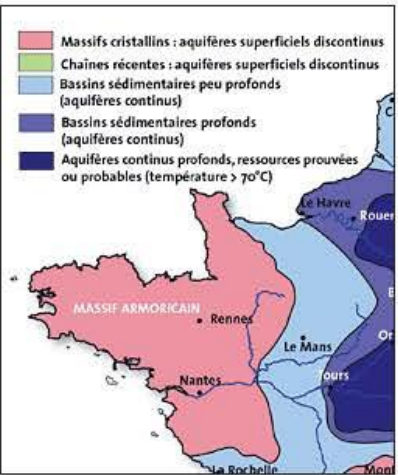 Massifs cristallins : aquifères superficiels discontinus
Chaînes récentes : aquifères superficiels discontinus
Bassins sédimentaires peu profonds
(aquifères continus)
Bassins sédimentaires profonds
(aquifères continus)
Aquifères continus profonds, ressources prouvées
ou probables (température > 70°C)
C
Le Havre
Rouen
MASSIF ARMORICAIN
Rennes
Or
Le Mans
Nantes
Tours
La Rochelle
Mont